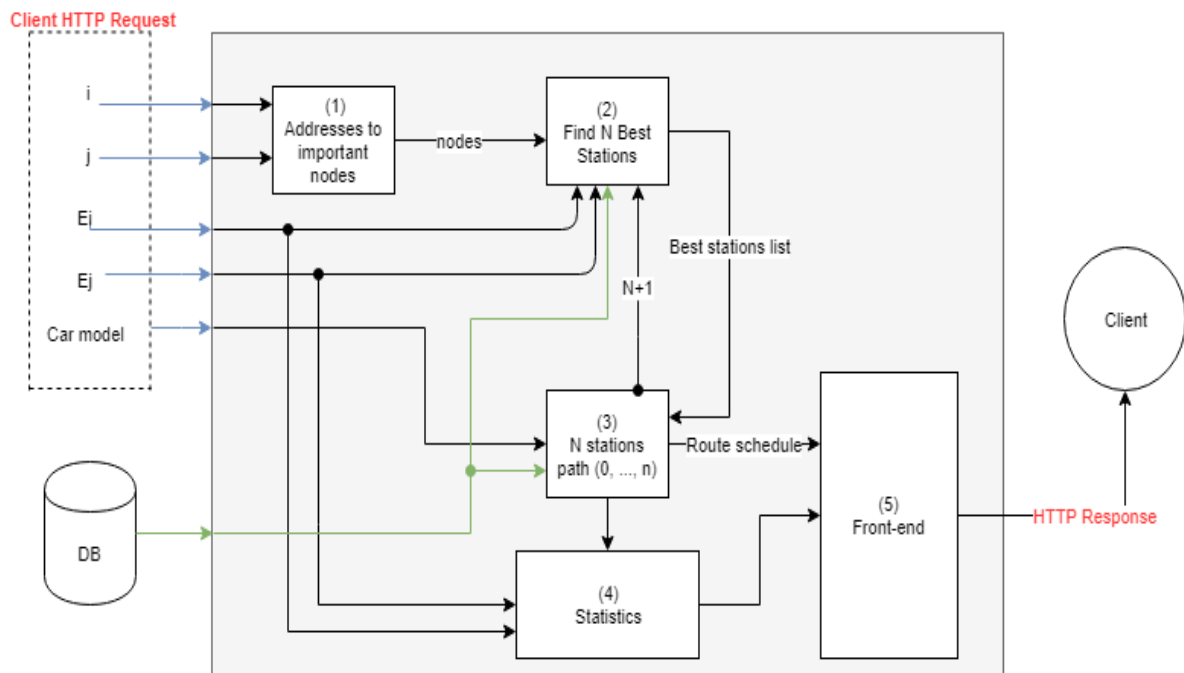 Client HTTP Request
i
j
Ei
Ej
Car model
DB
(1)
Addresses to
important
nodes
nodes
(2)
Find N Best
Stations
Best stations list
N+1
(3)
N stations
path (0, ..., n)
Route schedule
(4)
Statistics
(5)
Front-end
HTTP Response
Client